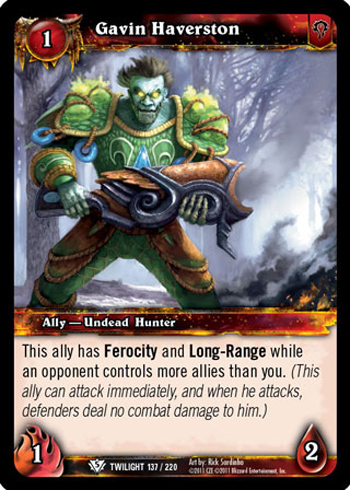 1
Gavin Haverston
Ally — Undead Hunter
This ally has Ferocity and Long-Range while
an opponent controls more allies than you. (This
ally can attack immediately, and when he attacks,
defenders deal no combat damage to him.)
1
TWILIGHT 137 / 220
Art by: Rick Sardinha
©2011 CZE ©2011 Blizzard Entertainment, Inc.
2